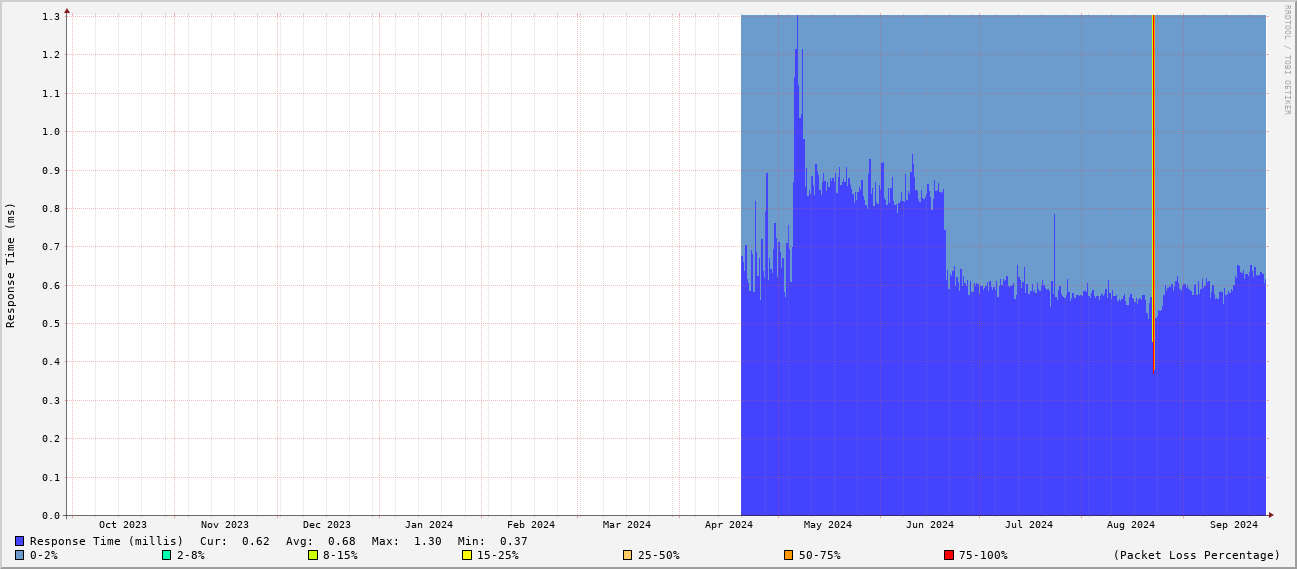 1.3
1.2
1.1
1.0
0.9
0.8
0.7
0.6
0.5
0.4
0.3
0.2
0.1
0.0
Response Time (ms)
RRDTOOL / TOBI OETIKER
Oct 2023 Nov 2023 Dec 2023 Jan 2024 Feb 2024 Mar 2024 Apr 2024 May 2024 Jun 2024 Jul 2024 Aug 2024 Sep 2024
Response Time (millis) Cur: 0.62 Avg: 0.68 Max: 1.30 Min: 0.37
0-2% 2-8% 8-15% 15-25% 25-50% 50-75% 75-100% (Packet Loss Percentage)